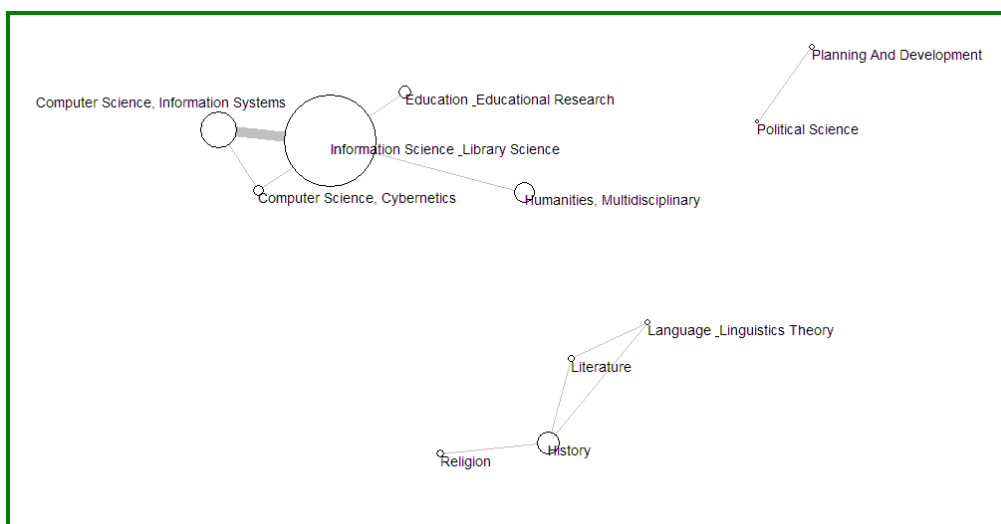 Planning And Development
Computer Science, Information Systems
Education _Educational Research
Political Science
Information Science _Library Science
Computer Science, Cybernetics
Humanities, Multidisciplinary
Language _Linguistics Theory
Literature
History
Religion